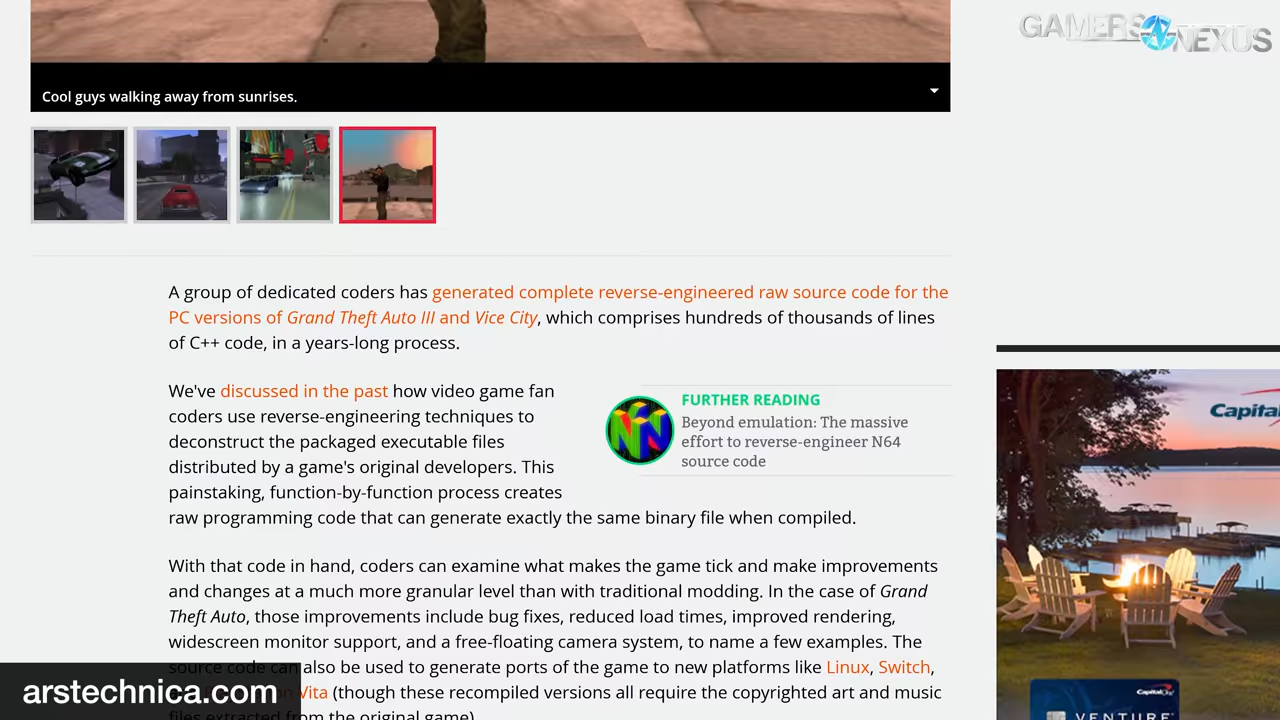 GAMERS NEXUS
Cool guys walking away from sunrises.
A group of dedicated coders has generated complete reverse-engineered raw source code for the
PC versions of Grand Theft Auto III and Vice City, which comprises hundreds of thousands of lines
of C++ code, in a years-long process.
We've discussed in the past how video game fan
coders use reverse-engineering techniques to
deconstruct the packaged executable files
distributed by a game's original developers. This
painstaking, function-by-function process creates
raw programming code that can generate exactly the same binary file when compiled.
FURTHER READING
Beyond emulation: The massive
effort to reverse-engineer N64
source code
With that code in hand, coders can examine what makes the game tick and make improvements
and changes at a much more granular level than with traditional modding. In the case of Grand
Theft Auto, those improvements include bug fixes, reduced load times, improved rendering,
widescreen monitor support, and a free-floating camera system, to name a few examples. The
source code can also be used to generate ports of the game to new platforms like Linux, Switch,
Vita (though these recompiled versions all require the copyrighted art and music
files extracted from the original game)
arstechnica.com
Capital
CapitalOne
VENTURE